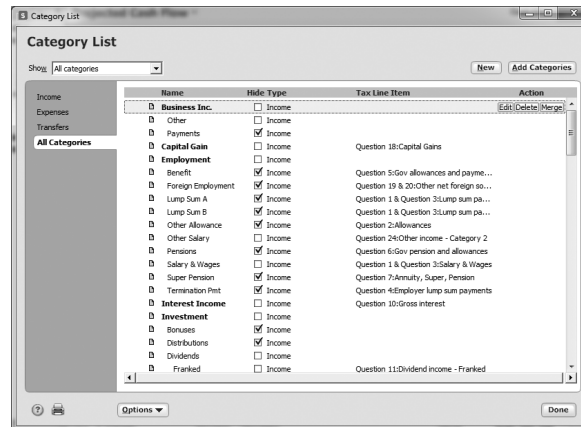 Category List
Category List
Show All categories
New Add Categories
Income
Expenses
Transfers
All Categories
Name Hide Type Tax Line Item Action
Business Inc. Income Edit Delete Merge
Other Income
Payments Income
Capital Gain Income Question 18:Capital Gains
Employment Income
Benefit Income Question 5:Gov allowances and payme...
Foreign Employment Income Question 19 & 20:Other net foreign so...
Lump Sum A Income Question 1 & Question 3:Lump sum pa...
Lump Sum B Income Question 1 & Question 3:Lump sum pa...
Other Allowance Income Question 2:Allowances
Other Salary Income Question 24:Other income - Category 2
Pensions Income Question 6:Gov pension and allowances
Salary & Wages Income Question 1 & Question 3:Salary & Wages
Super Pension Income Question 7:Annuity, Super, Pension
Termination Pmt Income Question 4:Employer lump sum payments
Interest Income Income Question 10:Gross interest
Investment Income
Bonuses Income
Distributions Income
Dividends Income
Franked Income Question 11:Dividend income - Franked
Options Done